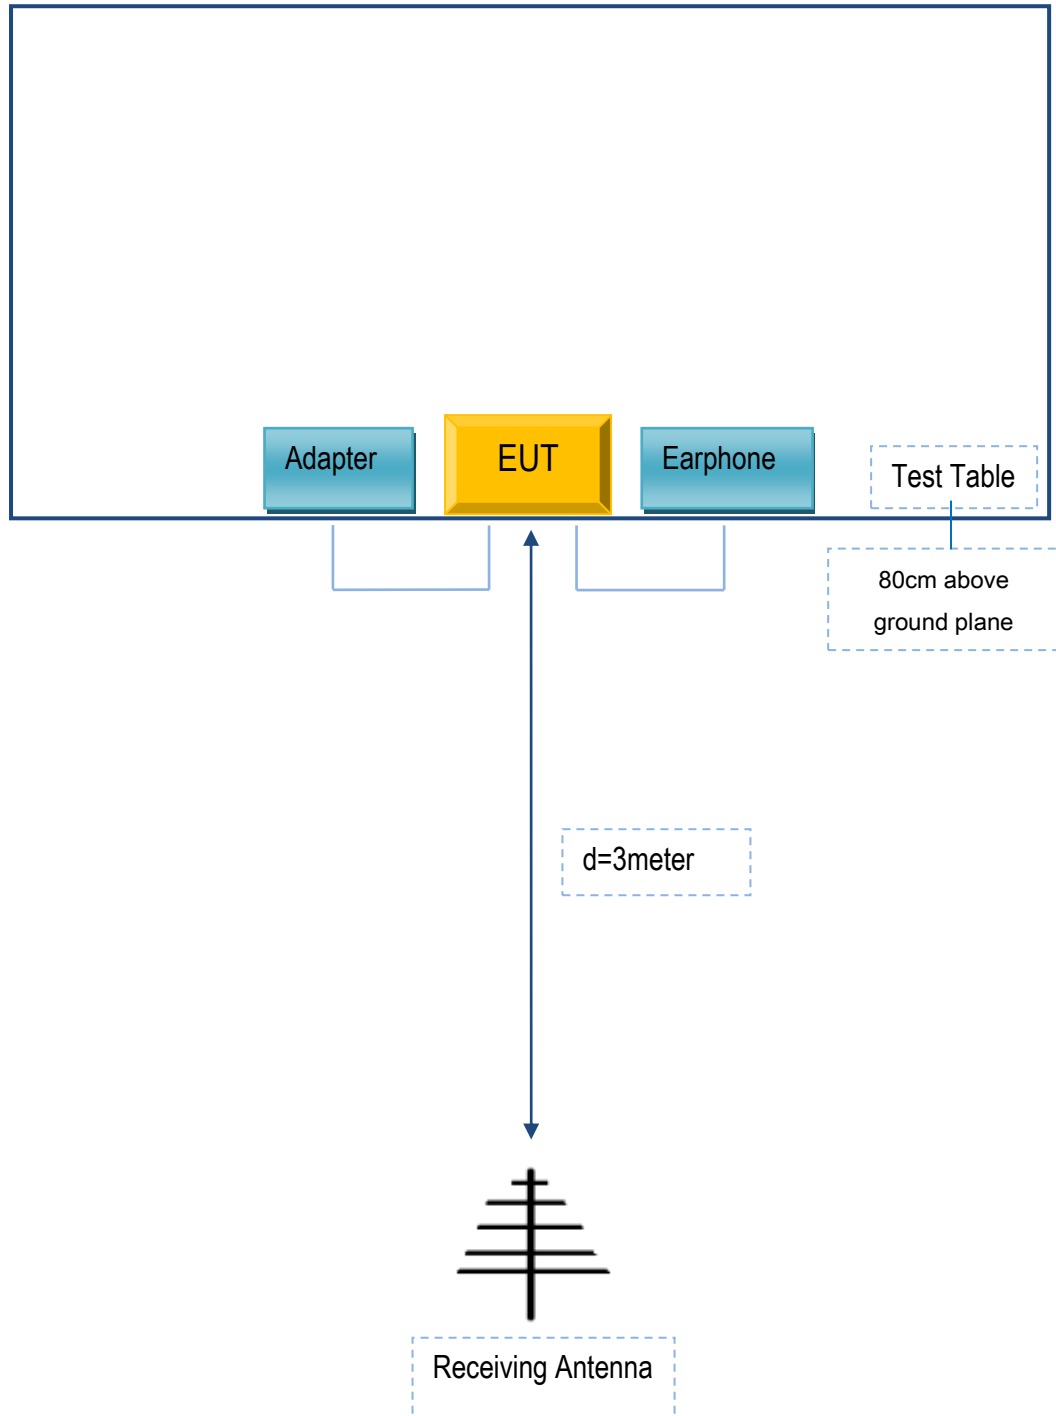 Adapter
EUT
Earphone
Test Table
80cm above
ground plane
d=3meter
Receiving Antenna